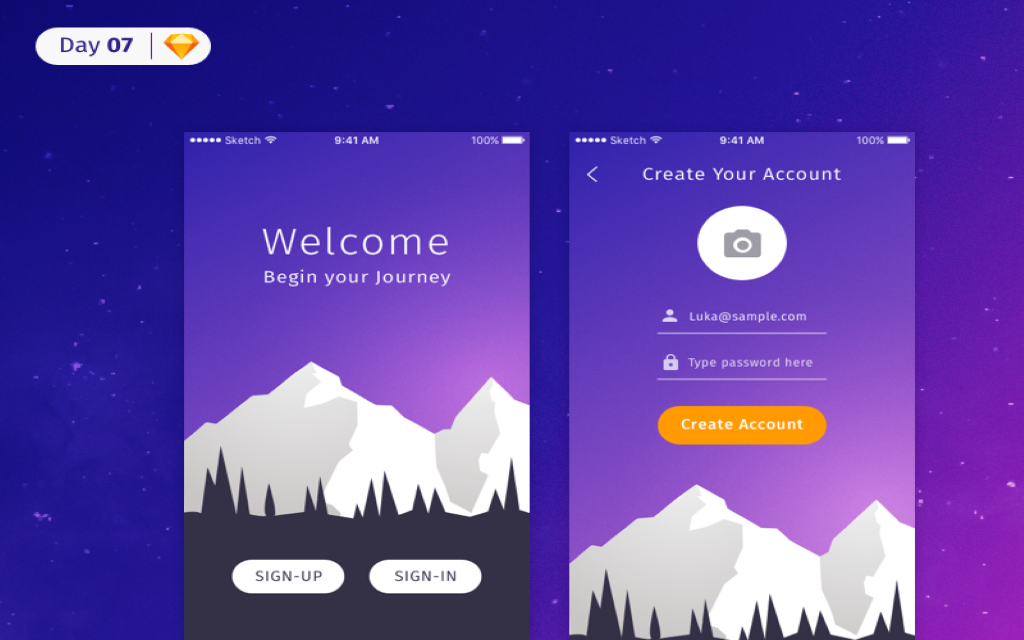 Day 07
Sketch 9:41 AM 100%
Welcome
Begin your Journey
SIGN-UP SIGN-IN
Sketch 9:41 AM 100%
Create Your Account
Luka@sample.com
Type password here
Create Account